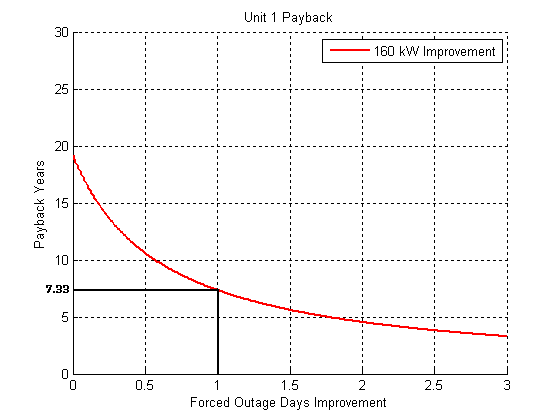 Unit 1 Payback
160 kW Improvement
30
25
20
15
10
7.33
5
0
Payback Years
0 0.5 1 1.5 2 2.5 3
Forced Outage Days Improvement